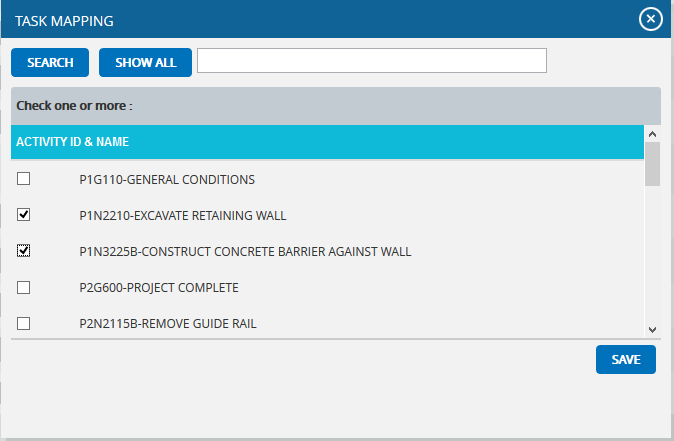 TASK MAPPING
SEARCH SHOW ALL
Check one or more :
ACTIVITY ID & NAME
P1G110-GENERAL CONDITIONS
P1N2210-EXCAVATE RETAINING WALL
P1N3225B-CONSTRUCT CONCRETE BARRIER AGAINST WALL
P2G600-PROJECT COMPLETE
P2N2115B-REMOVE GUIDE RAIL
SAVE